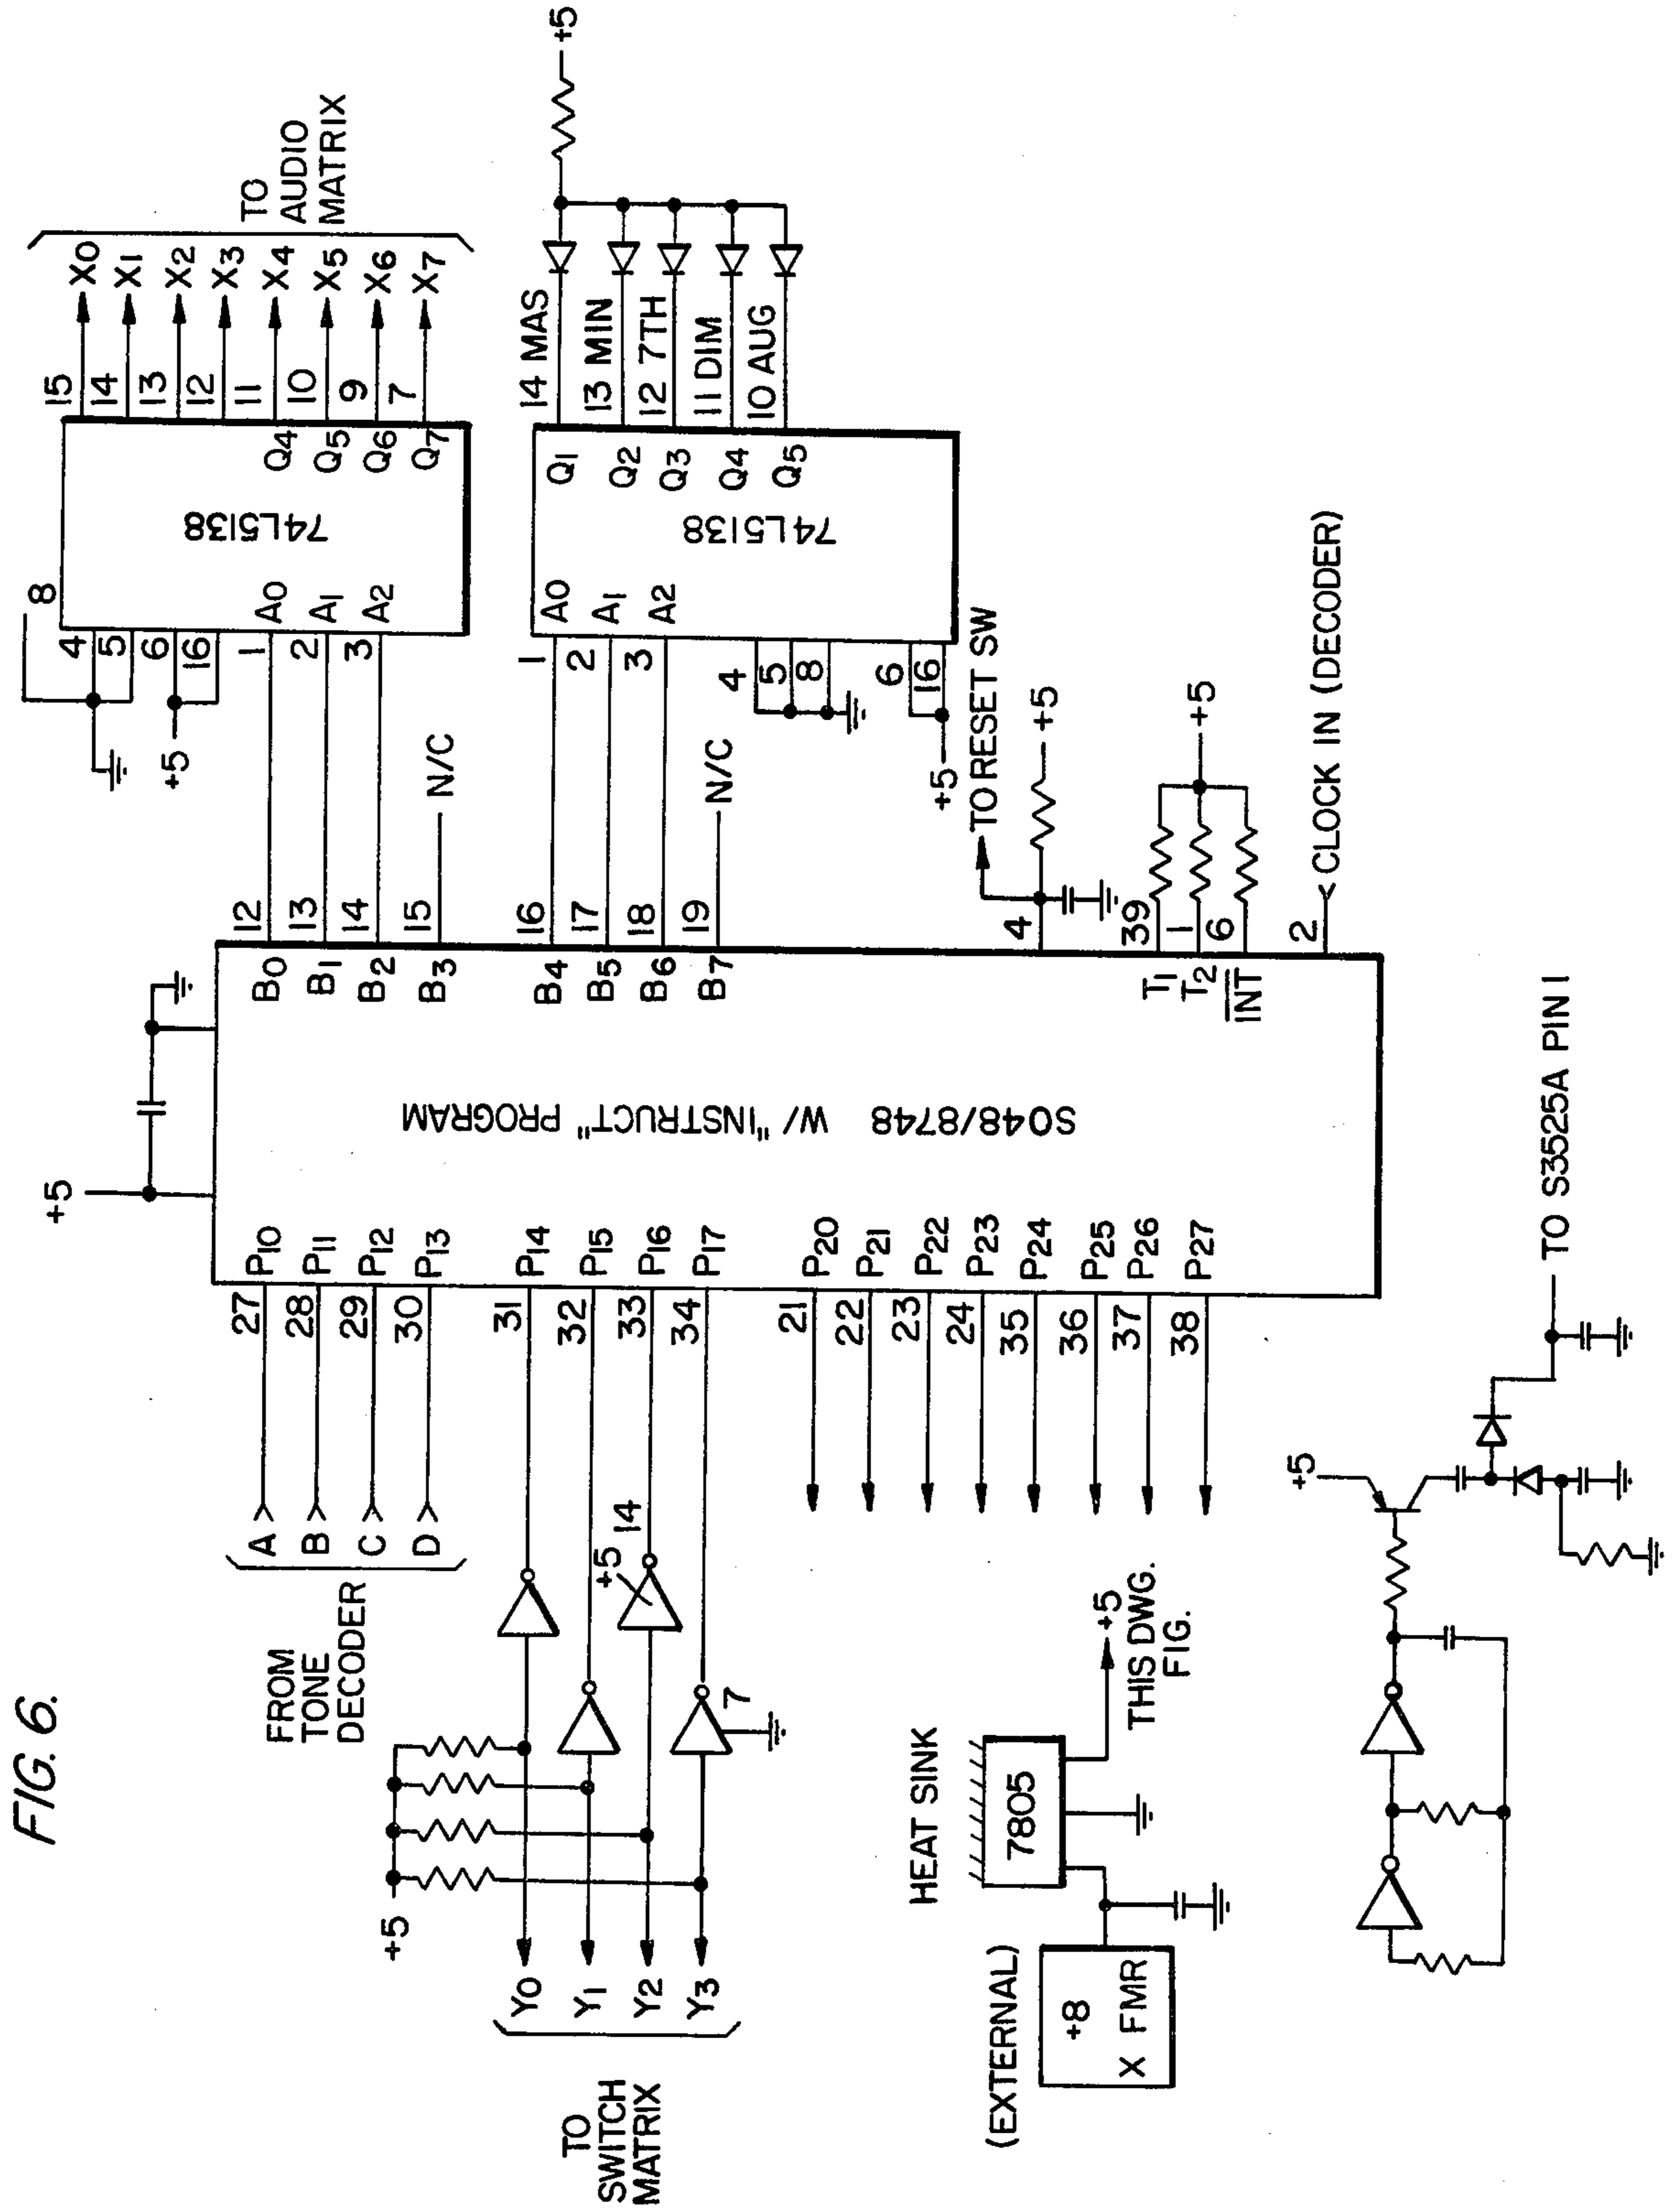 FIG. 6.
+5
FROM
TONE
DECODER
A
B
C
D
27
28
29
30
P10
P11
P12
P13
+5
TO
SWITCH
MATRIX
Y0
Y1
Y2
Y3
+5
14
7
31
32
33
34
P14
P15
P16
P17
21
22
23
24
35
36
37
38
P20
P21
P22
P23
P24
P25
P26
P27
S048/8748 W/ "INSTRUCT" PROGRAM
B0
B1
B2
B3
B4
B5
B6
B7
12
13
14
15
N/C
16
17
18
19
N/C
T1
T2
INT
4
39
1
6
2
TO RESET SW
+5
+5
CLOCK IN (DECODER)
8
4
5
6
16
+5
1
2
3
A0
A1
A2
74L5138
Q4
Q5
Q6
Q7
15
14
13
12
11
10
9
7
X0
X1
X2
X3
X4
X5
X6
X7
TO
AUDIO
MATRIX
1
2
3
A0
A1
A2
4
5
8
6
16
+5
74L5138
Q1
Q2
Q3
Q4
Q5
14 MAS
13 MIN
12 7TH
11 DIM
10 AUG
+5
(EXTERNAL)
+8
X FMR
HEAT SINK
7805
+5
THIS DWG.
FIG.
+5
TO S3525A PIN 1